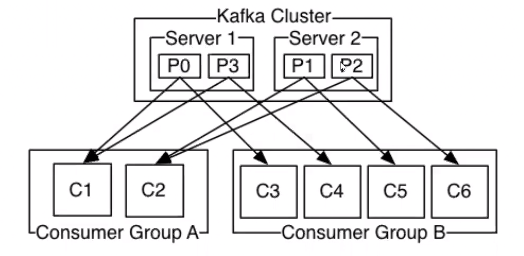 Kafka Cluster
Server 1
Server 2
P0
P3
P1
P2
C1
C2
C3
C4
C5
C6
Consumer Group A
Consumer Group B